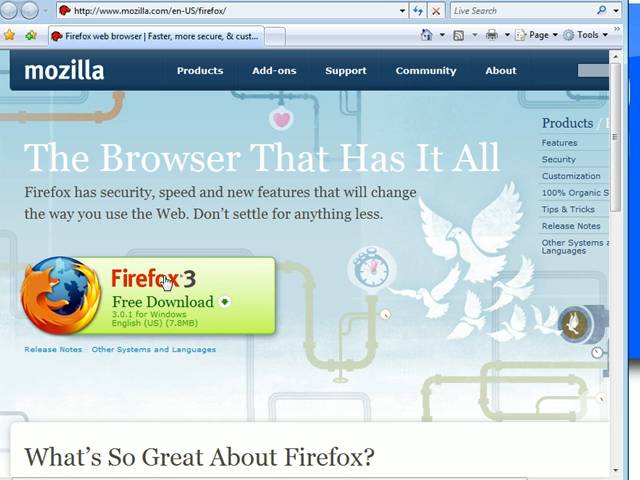 http://www.mozilla.com/en-US/firefox/
Live Search
Firefox web browser | Faster, more secure, & cust...
Page
Tools
mozilla
Products
Add-ons
Support
Community
About
The Browser That Has It All
Firefox has security, speed and new features that will change
the way you use the Web. Don't settle for anything less.
Products /
Features
Security
Customization
100% Organic S
Tips & Tricks
Release Notes
Other Systems a
Languages
Firefox 3
Free Download
3.0.1 for Windows
English (US) (7.8MB)
Release Notes - Other Systems and Languages
What's So Great About Firefox?